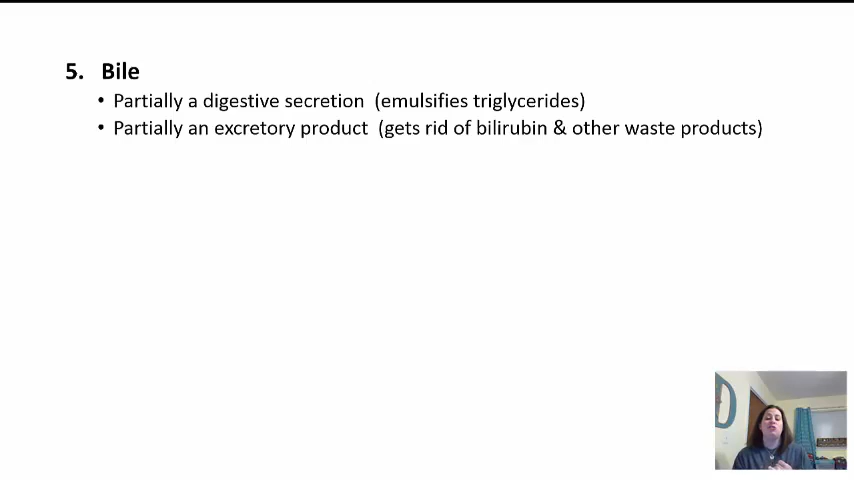 5. Bile
• Partially a digestive secretion (emulsifies triglycerides)
• Partially an excretory product (gets rid of bilirubin & other waste products)
D